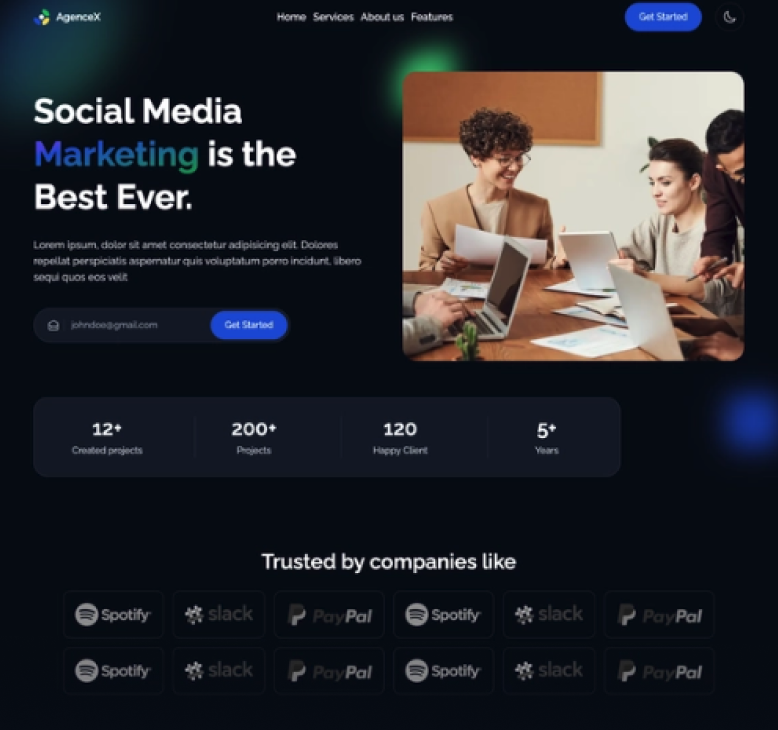 AgenceX
Home Services About us Features
Get Started
Social Media
Marketing is the
Best Ever.
Lorem ipsum, dolor sit amet consectetur adipisicing elit. Dolores
repellat perspiciatis aspernatur quis voluptatum porro incidunt, libero
sequi quos eos velit
johndoe@gmail.com
Get Started
12+ 200+ 120 5+
Created projects Projects Happy Client Years
Trusted by companies like
Spotify slack PayPal Spotify slack PayPal
Spotify slack PayPal Spotify slack PayPal